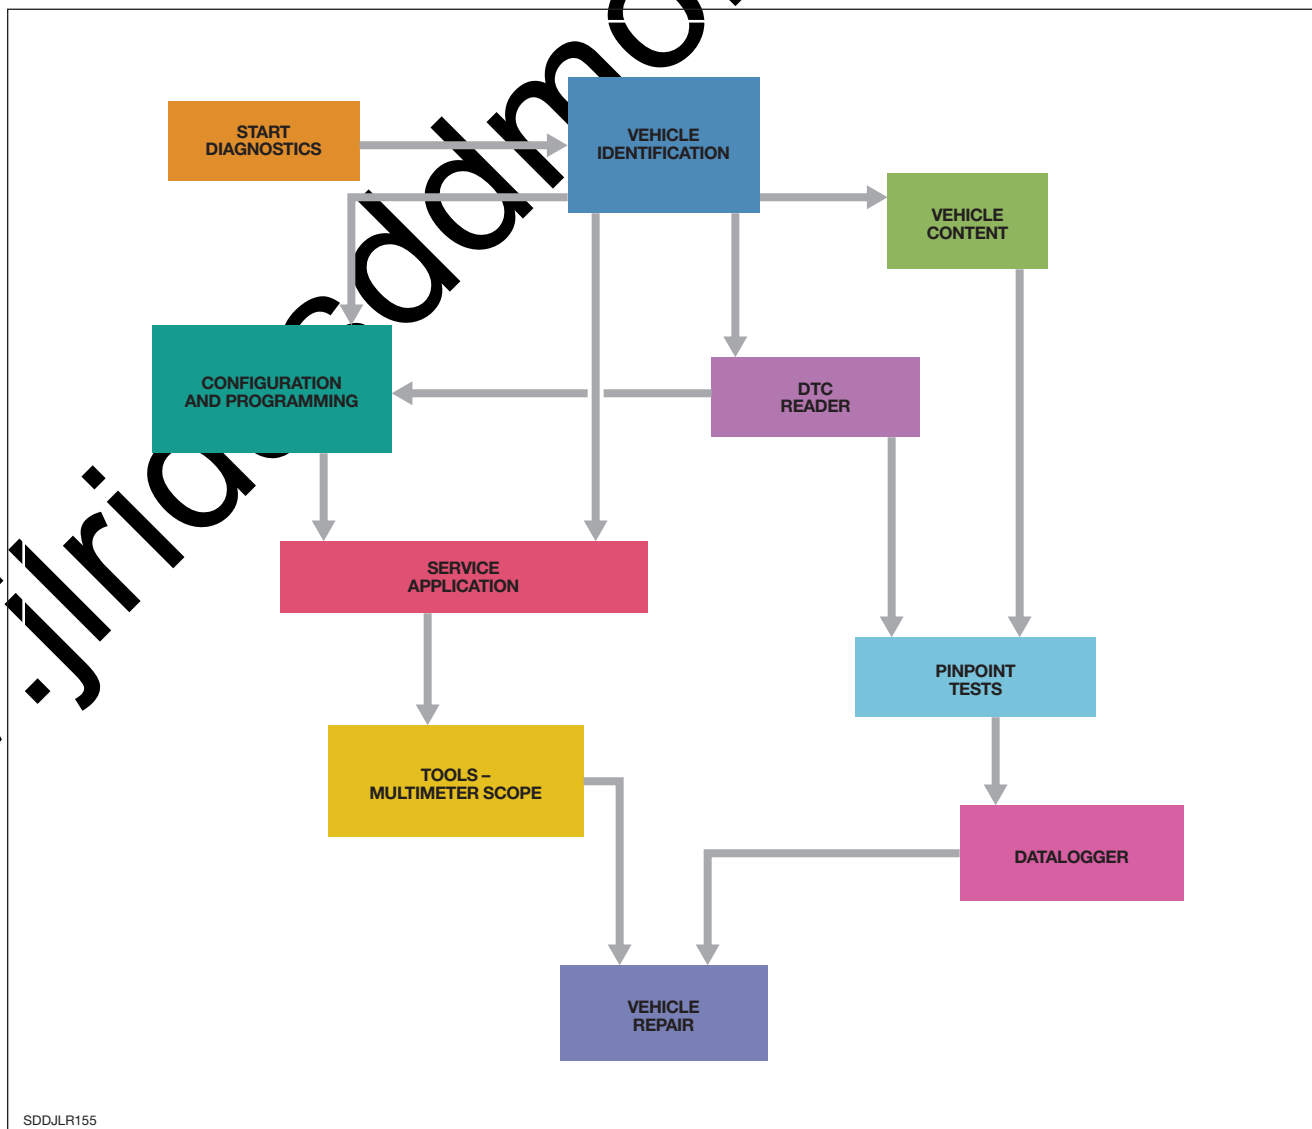 START
DIAGNOSTICS
VEHICLE
IDENTIFICATION
VEHICLE
CONTENT
CONFIGURATION
AND PROGRAMMING
DTC
READER
SERVICE
APPLICATION
PINPOINT
TESTS
TOOLS –
MULTIMETER SCOPE
DATALOGGER
VEHICLE
REPAIR
SDDJLR155